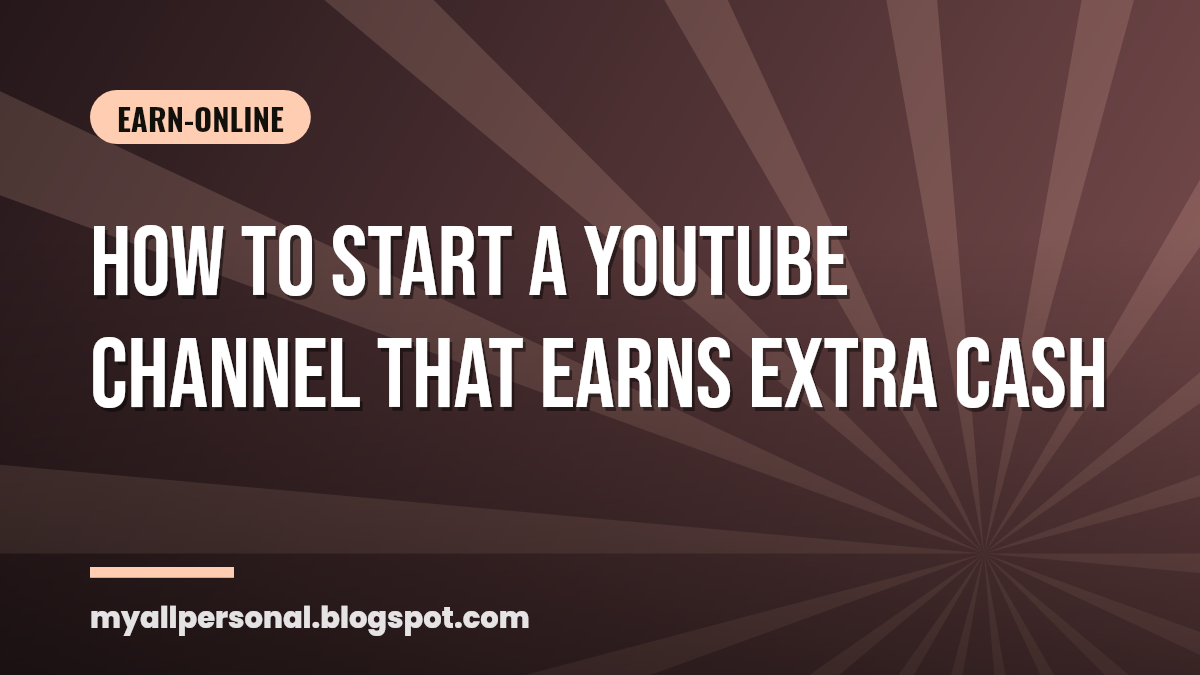 EARN-ONLINE
HOW TO START A YOUTUBE
CHANNEL THAT EARNS EXTRA CASH
myallpersonal.blogspot.com